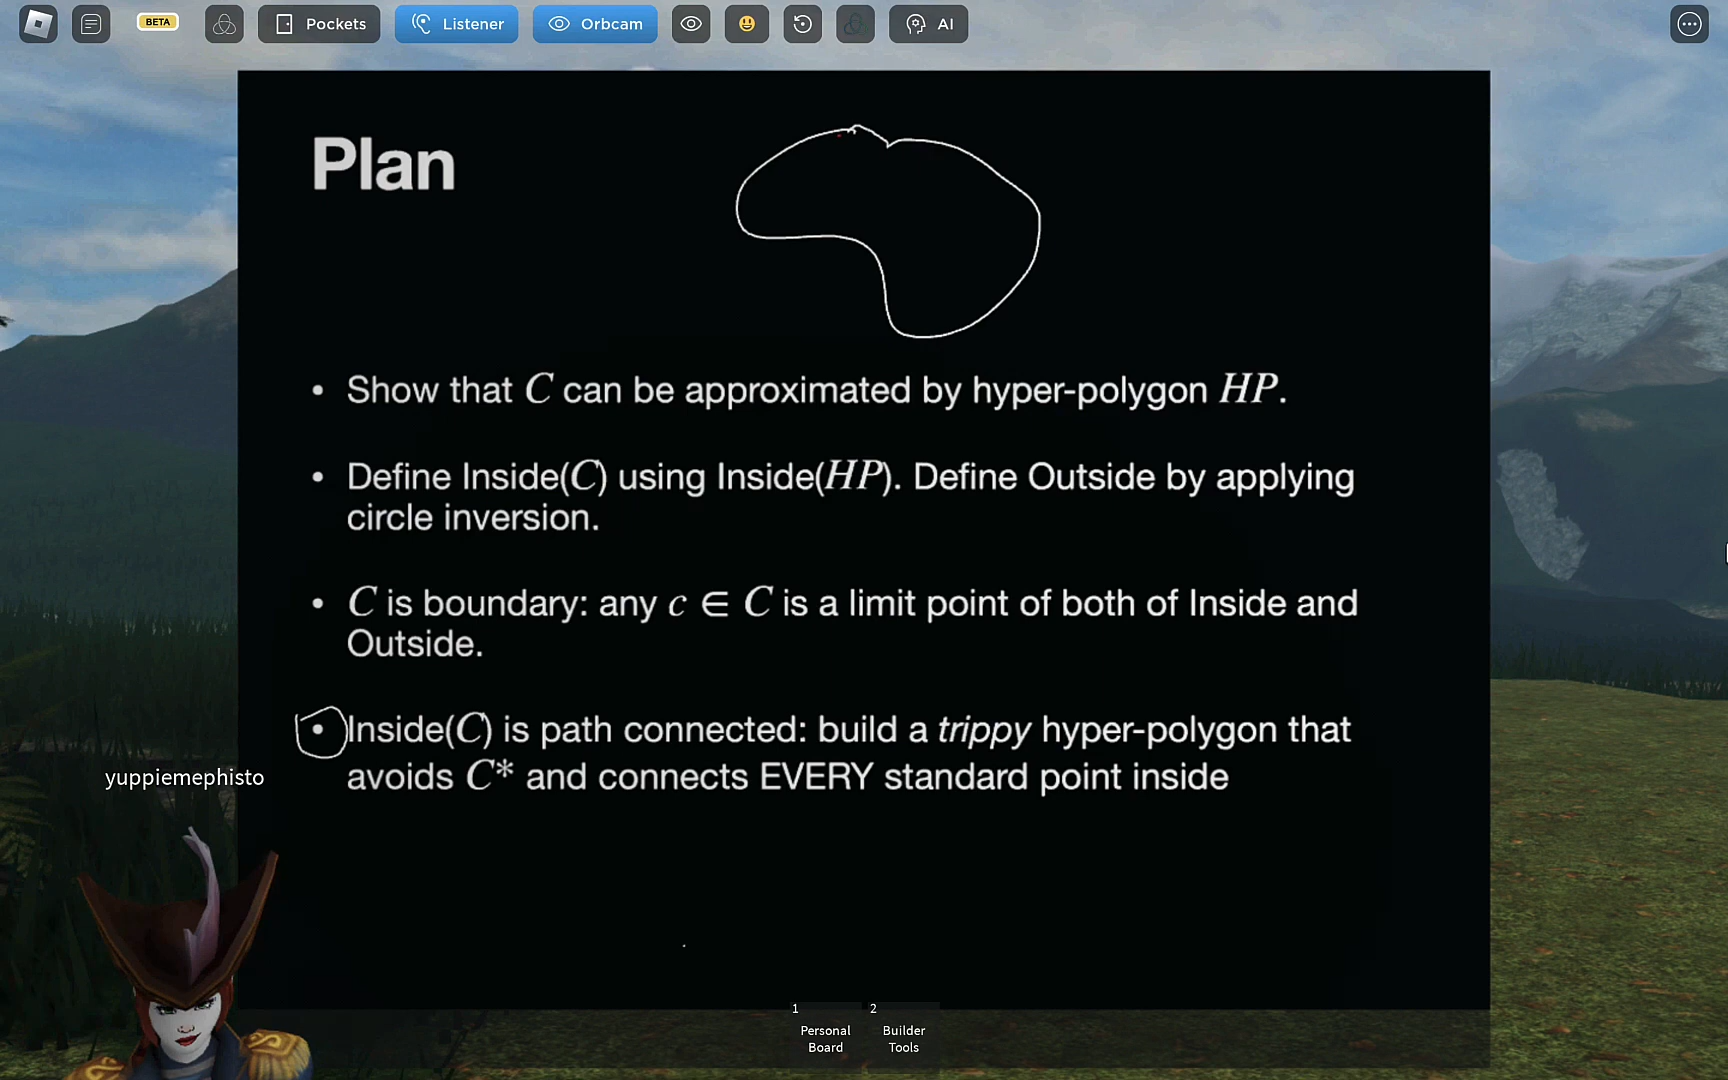 BETA
Pockets
Listener
Orbcam
AI
Plan
• Show that C can be approximated by hyper-polygon HP.
• Define Inside(C) using Inside(HP). Define Outside by applying
circle inversion.
• C is boundary: any c ∈ C is a limit point of both of Inside and
Outside.
• Inside(C) is path connected: build a trippy hyper-polygon that
avoids C* and connects EVERY standard point inside
yuppiemephisto
1
Personal
Board
2
Builder
Tools